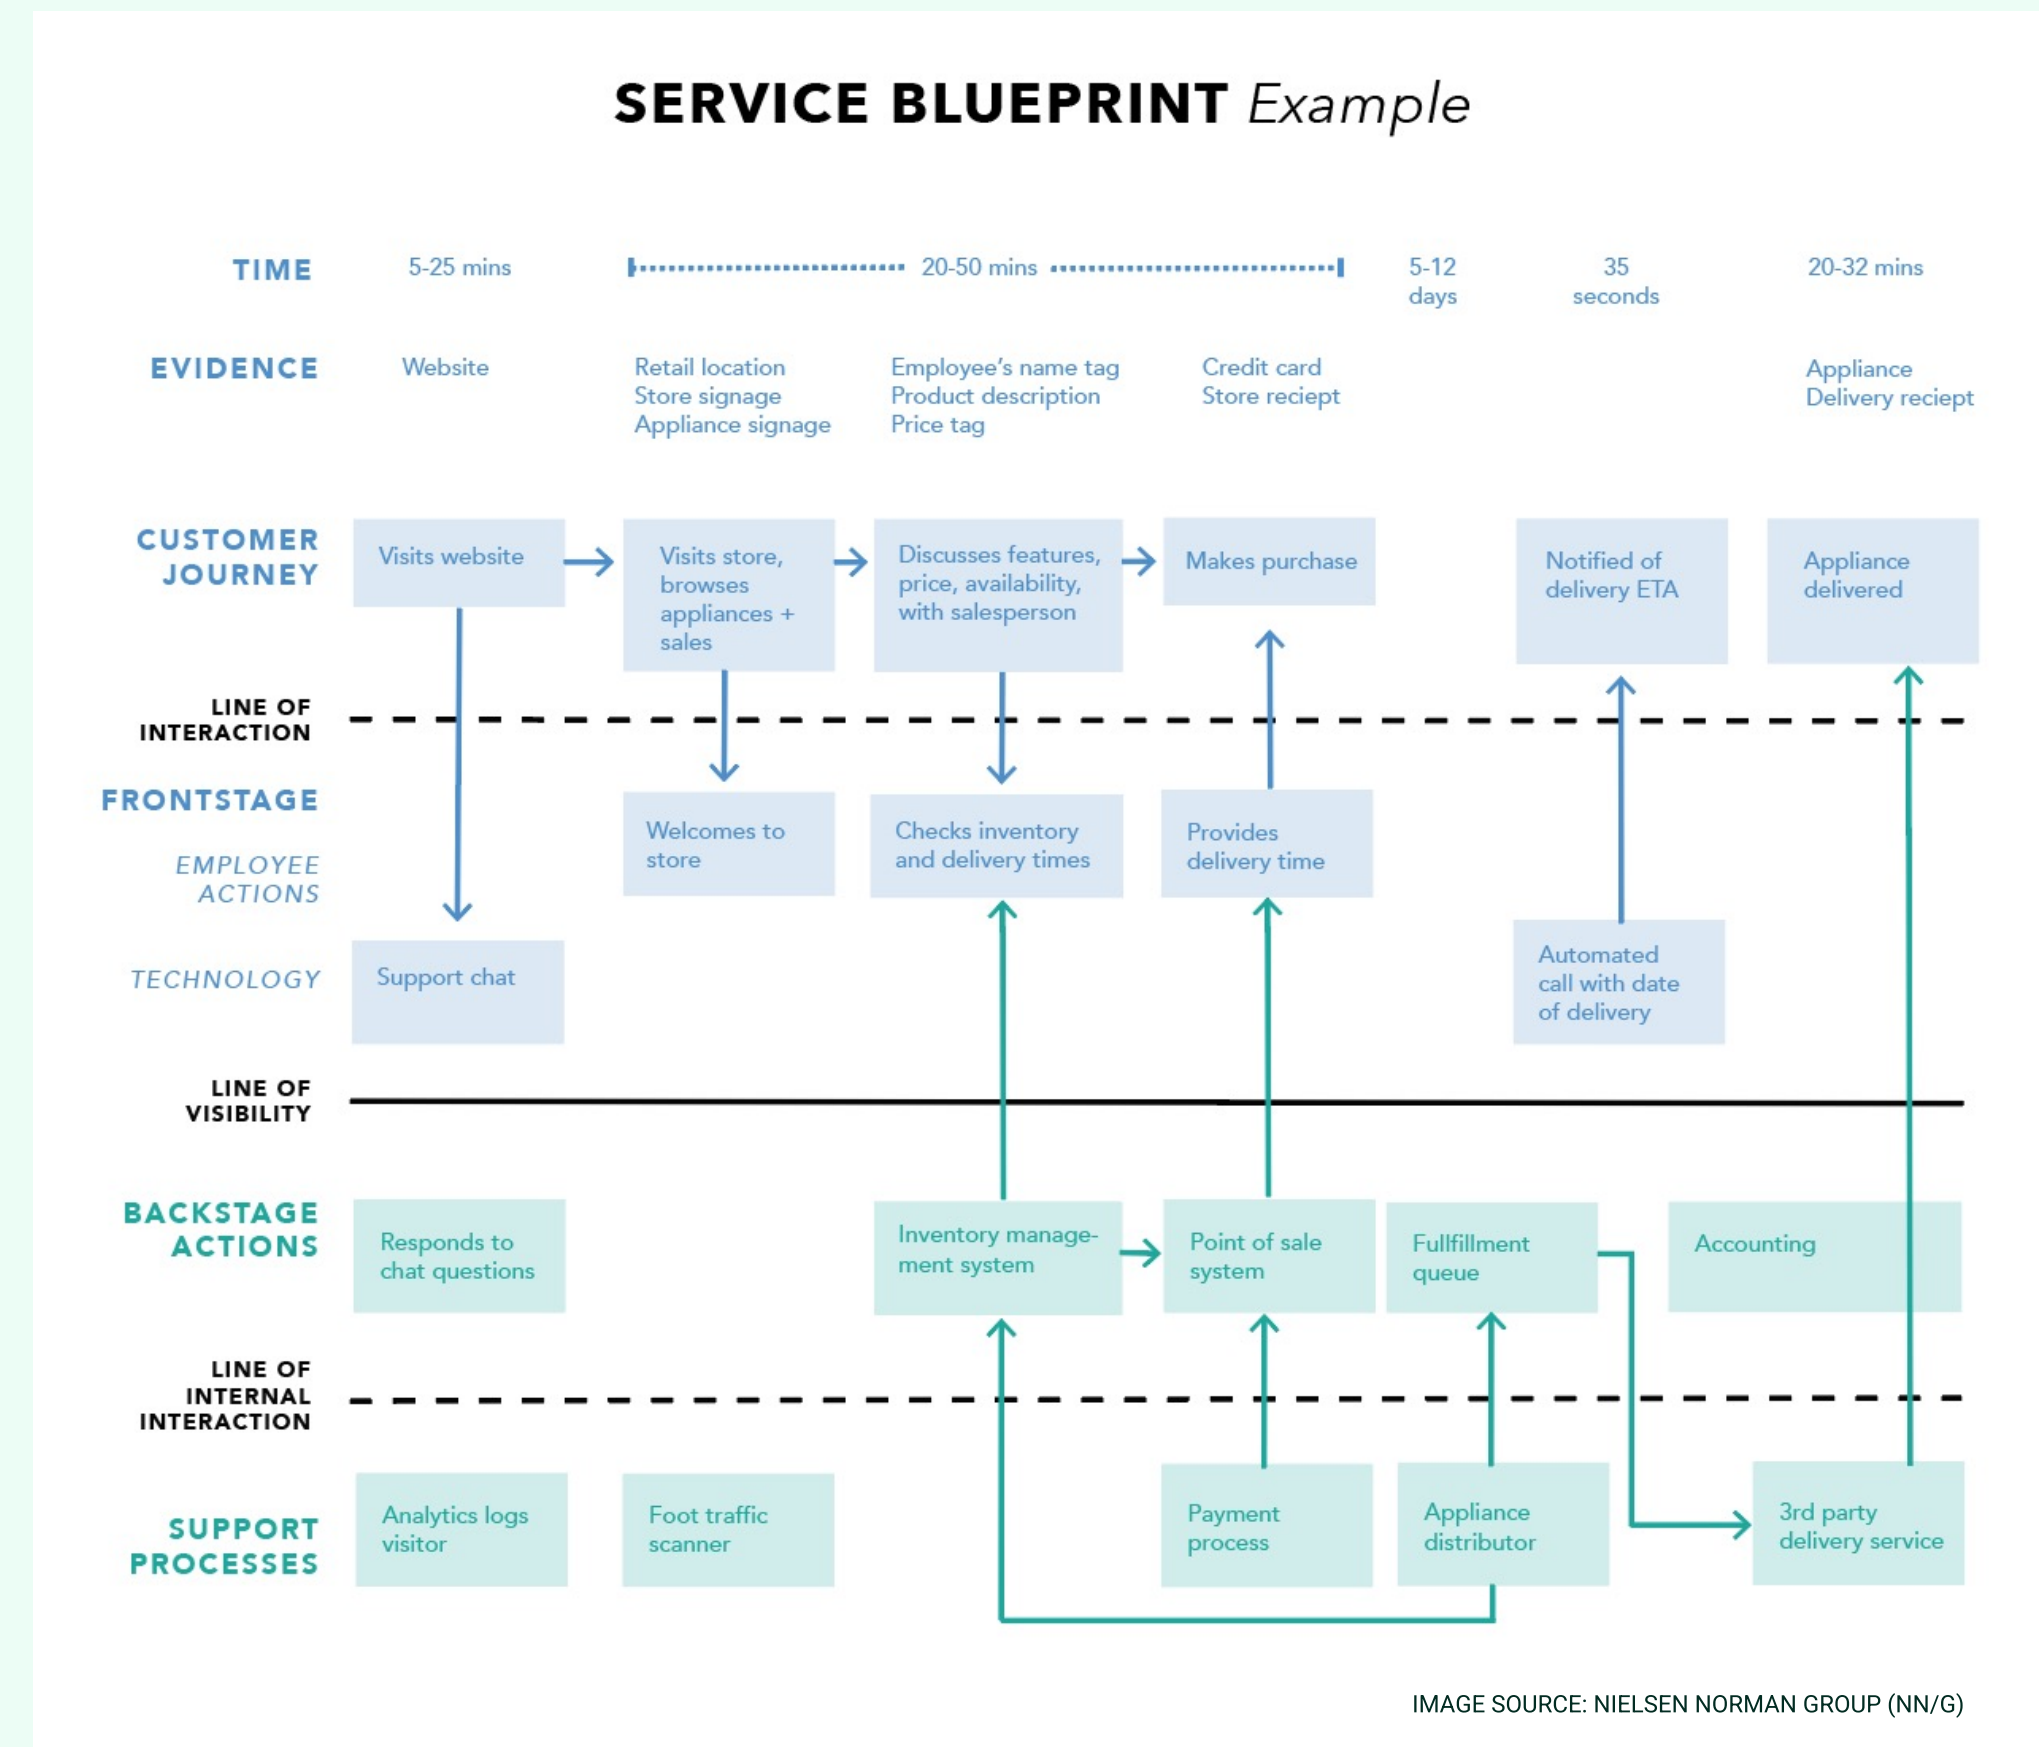 SERVICE BLUEPRINT Example
TIME
5-25 mins
20-50 mins
5-12
days
35
seconds
20-32 mins
EVIDENCE
Website
Retail location
Store signage
Appliance signage
Employee's name tag
Product description
Price tag
Credit card
Store reciept
Appliance
Delivery reciept
CUSTOMER
JOURNEY
Visits website
Visits store,
browses
appliances +
sales
Discusses features,
price, availability,
with salesperson
Makes purchase
Notified of
delivery ETA
Appliance
delivered
LINE OF
INTERACTION
FRONTSTAGE
EMPLOYEE
ACTIONS
Welcomes to
store
Checks inventory
and delivery times
Provides
delivery time
TECHNOLOGY
Support chat
Automated
call with date
of delivery
LINE OF
VISIBILITY
BACKSTAGE
ACTIONS
Responds to
chat questions
Inventory manage-
ment system
Point of sale
system
Fullfillment
queue
Accounting
LINE OF
INTERNAL
INTERACTION
SUPPORT
PROCESSES
Analytics logs
visitor
Foot traffic
scanner
Payment
process
Appliance
distributor
3rd party
delivery service
IMAGE SOURCE: NIELSEN NORMAN GROUP (NN/G)